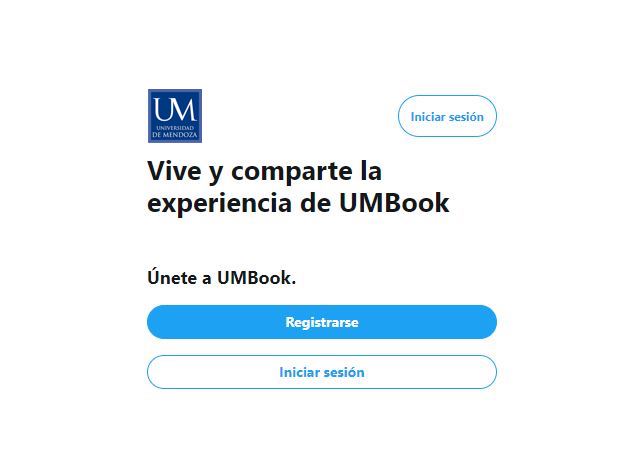 UM
UNIVERSIDAD
DE MENDOZA
Iniciar sesión
Vive y comparte la
experiencia de UMBook
Únete a UMBook.
Registrarse
Iniciar sesión